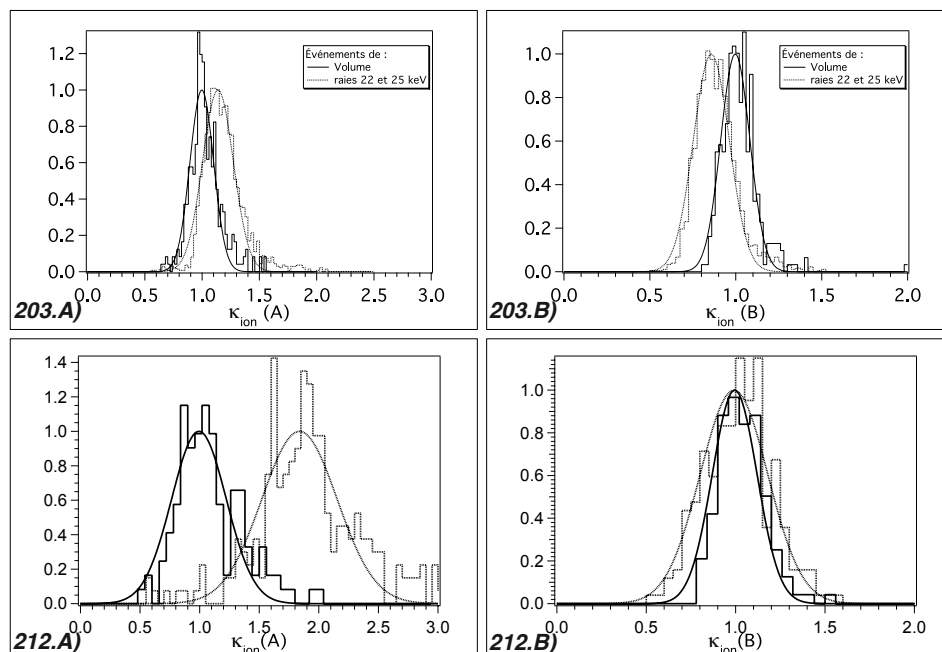 1.2
1.0
0.8
0.6
0.4
0.2
0.0
Événements de :
Volume
raies 22 et 25 keV
0.0 0.5 1.0 1.5 2.0 2.5 3.0
203.A)
κion (A)
1.0
0.8
0.6
0.4
0.2
0.0
Événements de :
Volume
raies 22 et 25 keV
0.0 0.5 1.0 1.5 2.0
203.B)
κion (B)
1.4
1.2
1.0
0.8
0.6
0.4
0.2
0.0
0.0 0.5 1.0 1.5 2.0 2.5 3.0
212.A)
κion(A)
1.0
0.8
0.6
0.4
0.2
0.0
0.0 0.5 1.0 1.5 2.0
212.B)
κion(B)